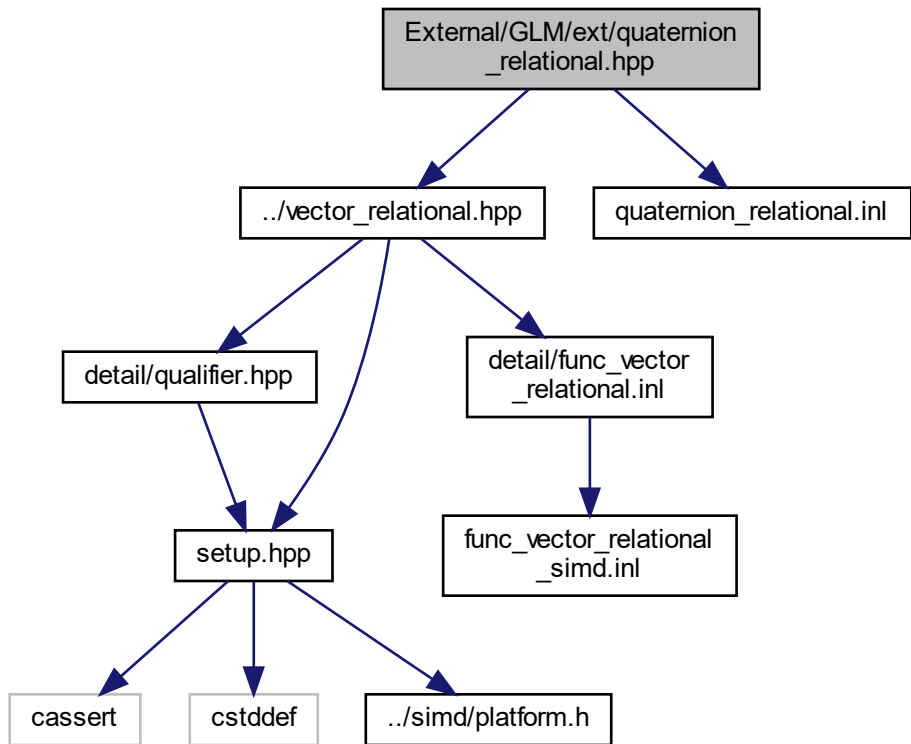 External/GLM/ext/quaternion
_relational.hpp
../vector_relational.hpp
quaternion_relational.inl
detail/qualifier.hpp
detail/func_vector
_relational.inl
setup.hpp
func_vector_relational
_simd.inl
cassert
cstddef
../simd/platform.h